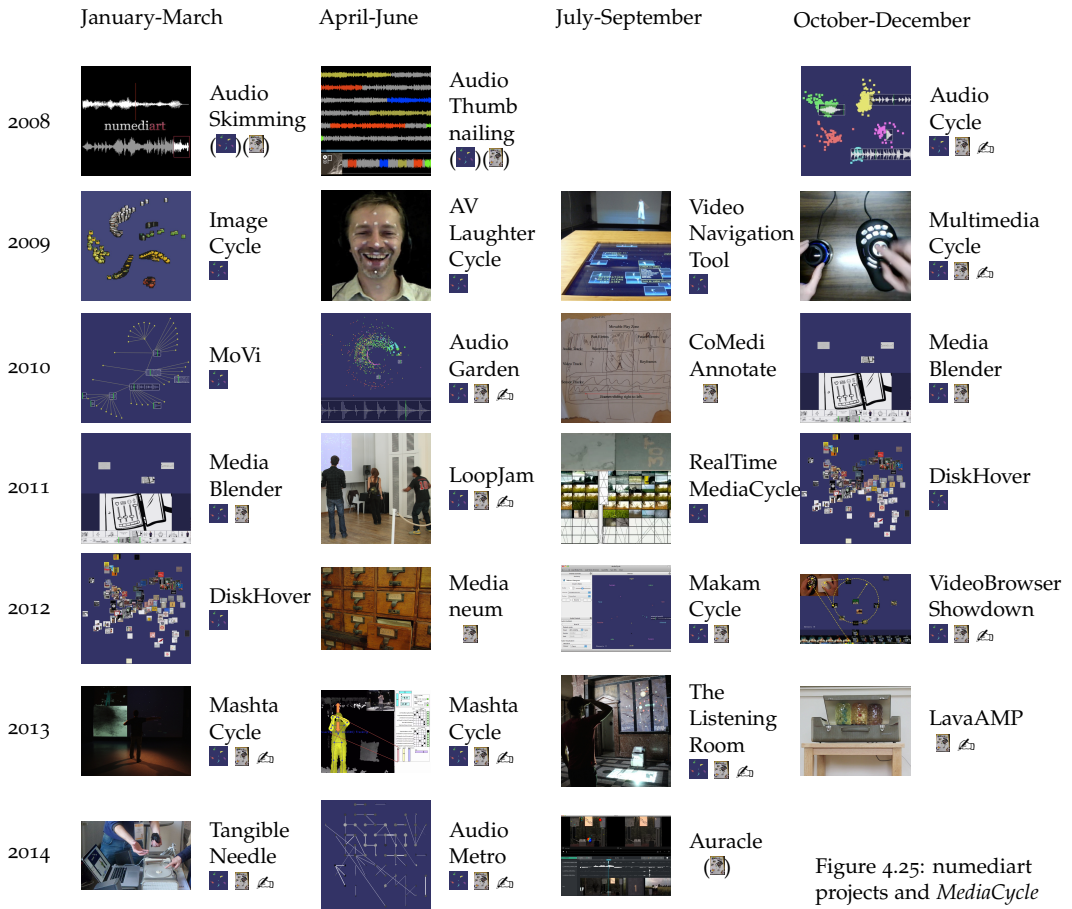 January-March
April-June
July-September
October-December
2008
numediart
Audio
Skimming
()()
Audio
Thumb
nailing
()()
Audio
Cycle
✍
2009
Image
Cycle
AV
Laughter
Cycle
Video
Navigation
Tool
Multimedia
Cycle
✍
2010
MoVi
Audio
Garden
✍
CoMedi
Annotate
Media
Blender
2011
Media
Blender
LoopJam
✍
RealTime
MediaCycle
DiskHover
2012
DiskHover
Media
neum
Makam
Cycle
VideoBrowser
Showdown
✍
2013
Mashta
Cycle
✍
Mashta
Cycle
✍
The
Listening
Room
✍
LavaAMP
✍
2014
Tangible
Needle
✍
Audio
Metro
✍
Auracle
()
Figure 4.25: numediart
projects and MediaCycle